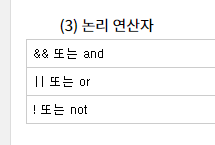 (3) 논리 연산자
&& 또는 and
|| 또는 or
! 또는 not